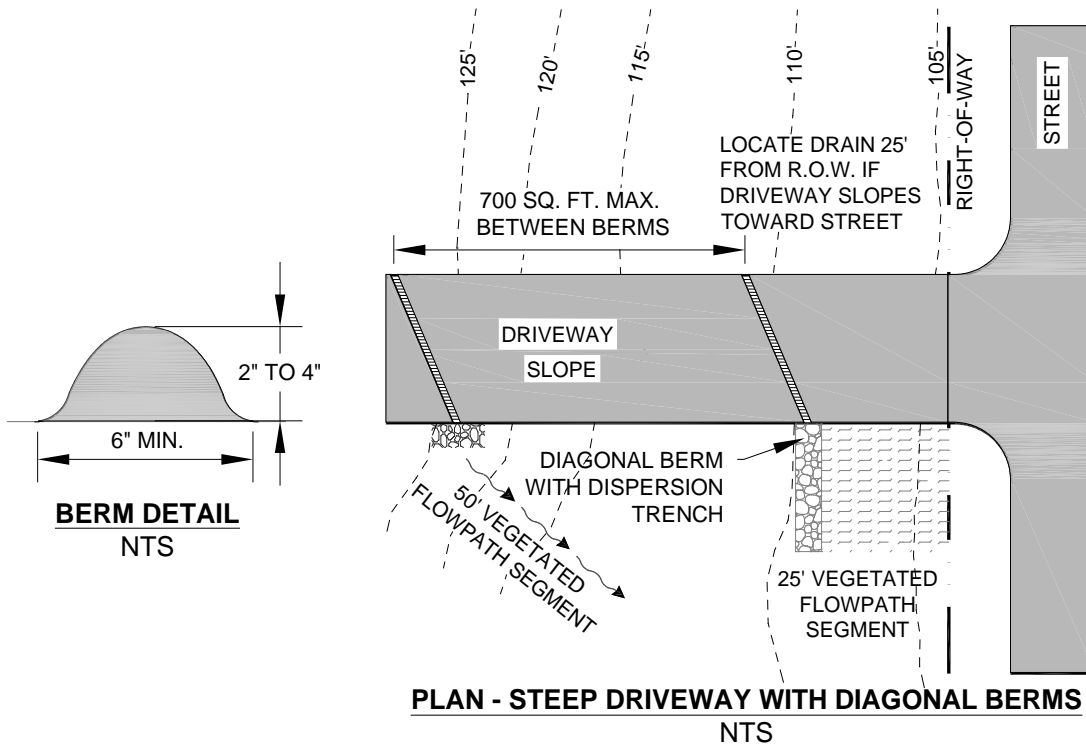 125'
120'
115'
110'
105'
RIGHT-OF-WAY
STREET
LOCATE DRAIN 25'
FROM R.O.W. IF
DRIVEWAY SLOPES
TOWARD STREET
700 SQ. FT. MAX.
BETWEEN BERMS
DRIVEWAY
SLOPE
2" TO 4"
6" MIN.
BERM DETAIL
NTS
50' VEGETATED
FLOWPATH SEGMENT
DIAGONAL BERM
WITH DISPERSION
TRENCH
25' VEGETATED
FLOWPATH
SEGMENT
PLAN - STEEP DRIVEWAY WITH DIAGONAL BERMS
NTS